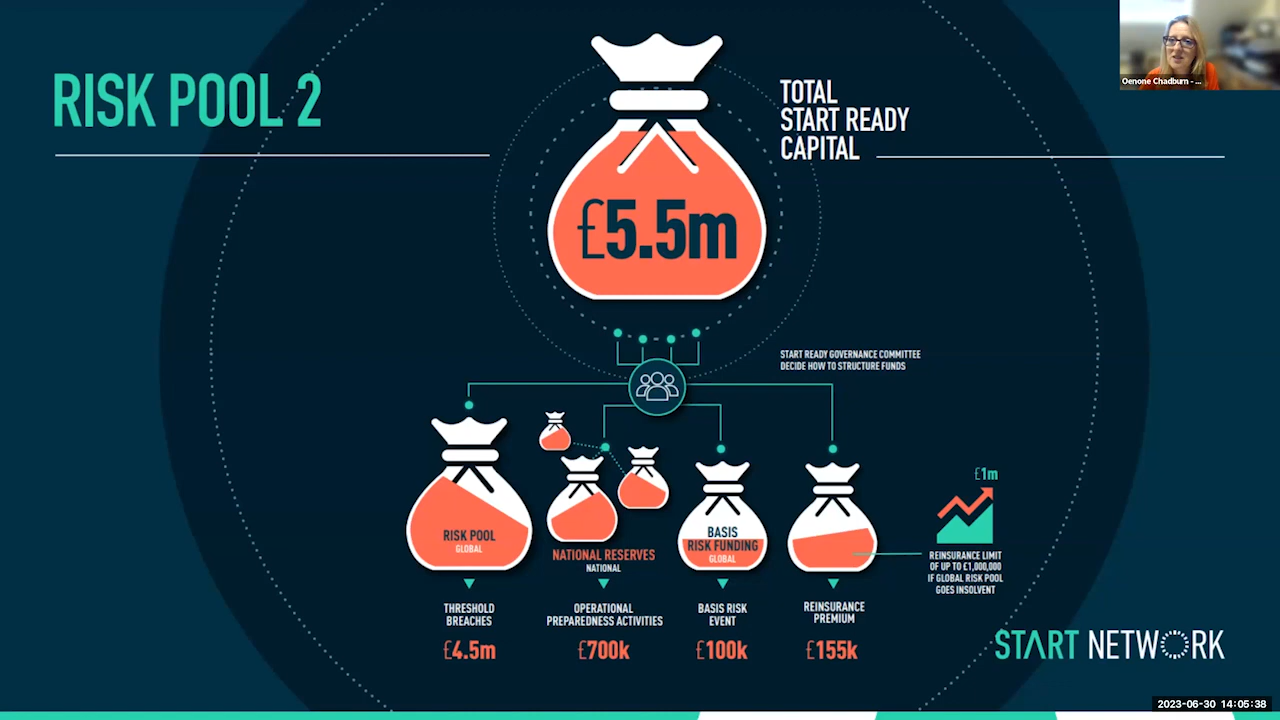 RISK POOL 2
TOTAL
START READY
CAPITAL
£5.5m
Oenone Chadburn - ...
START READY GOVERNANCE COMMITTEE
DECIDE HOW TO STRUCTURE FUNDS
RISK POOL
GLOBAL
NATIONAL RESERVES
NATIONAL
BASIS
RISK FUNDING
GLOBAL
£1m
REINSURANCE LIMIT
OF UP TO £1,000,000
IF GLOBAL RISK POOL
GOES INSOLVENT
THRESHOLD
BREACHES
£4.5m
OPERATIONAL
PREPAREDNESS ACTIVITIES
£700k
BASIS RISK
EVENT
£100k
REINSURANCE
PREMIUM
£155k
START NETWORK
2023-06-30 14:05:38